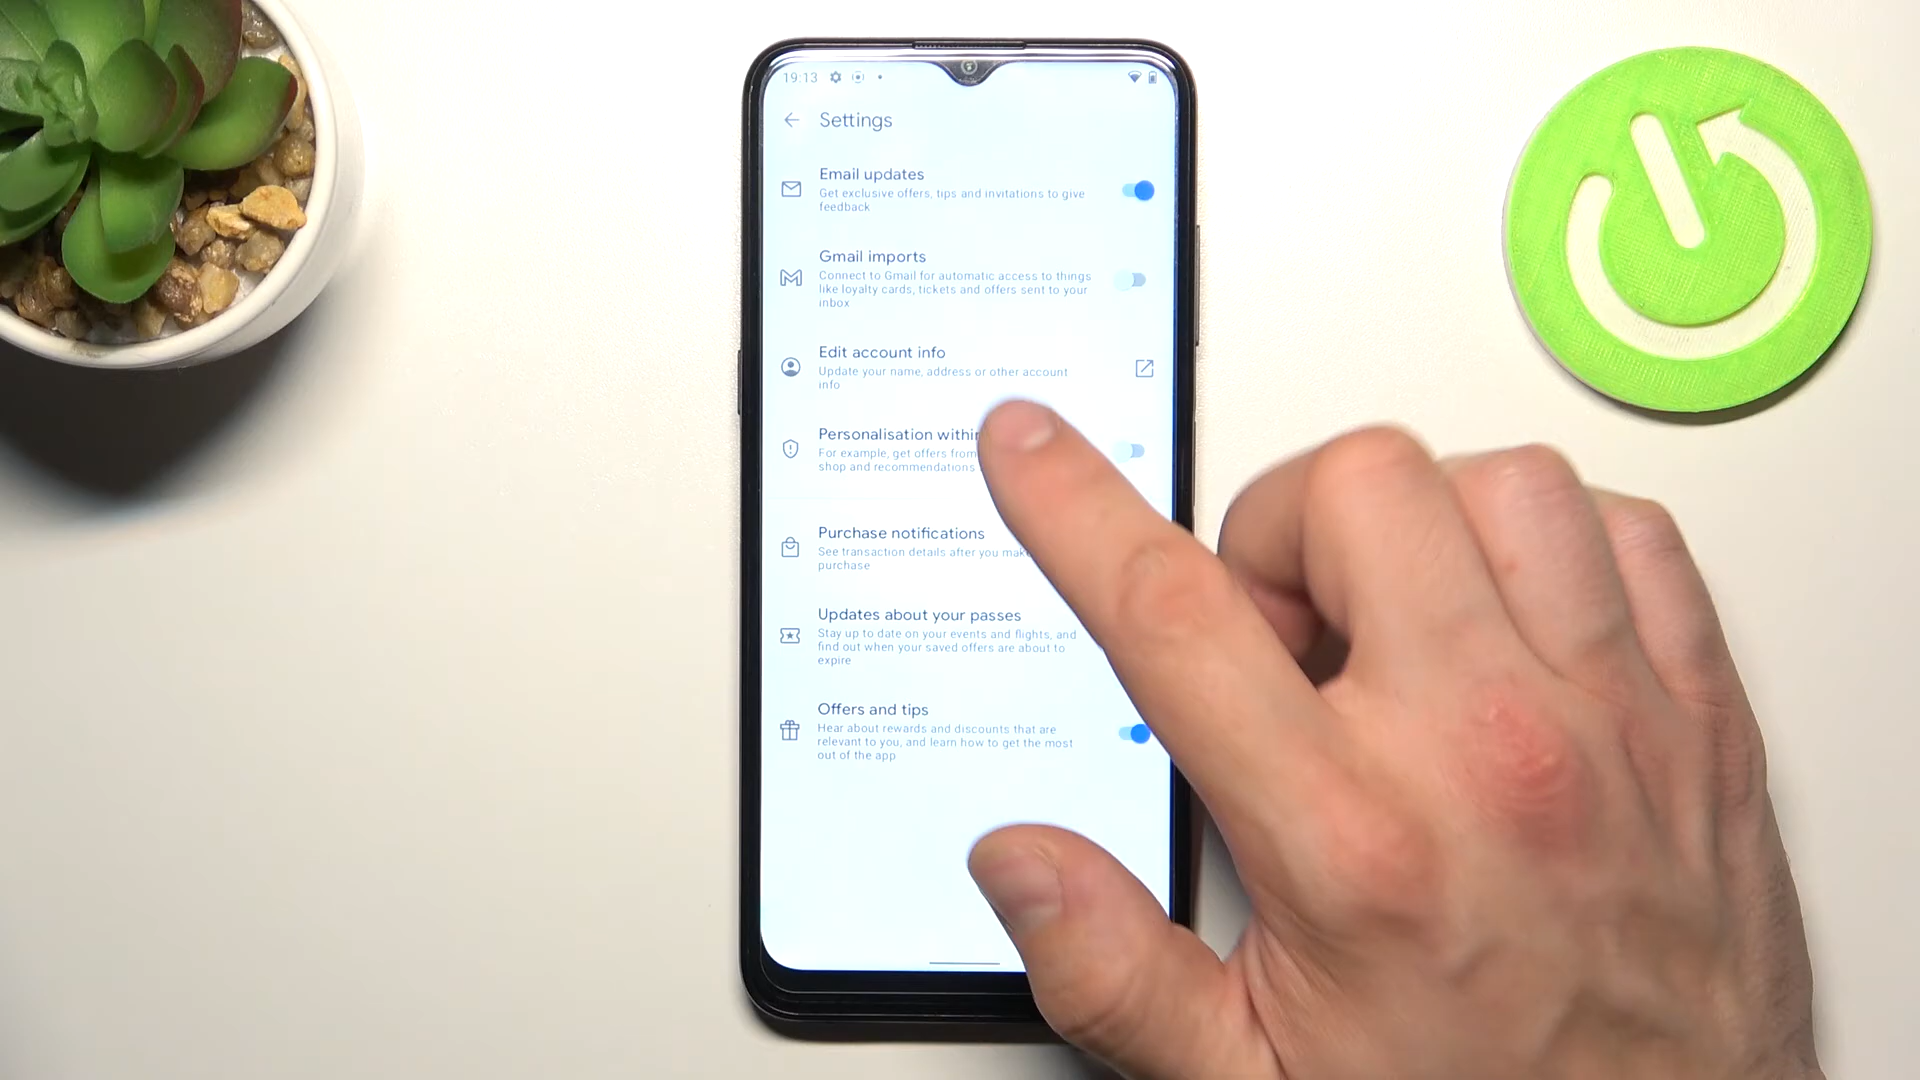 19:13
Settings
Email updates
Get exclusive offers, tips and invitations to give
feedback
Gmail imports
Connect to Gmail for automatic access to things
like loyalty cards, tickets and offers sent to your
inbox
Edit account info
Update your name, address or other account
info
Personalisation within
For example, get offers from
shop and recommendations
Purchase notifications
See transaction details after you make
purchase
Updates about your passes
Stay up to date on your events and flights, and
find out when your saved offers are about to
expire
Offers and tips
Hear about rewards and discounts that are
relevant to you, and learn how to get the most
out of the app